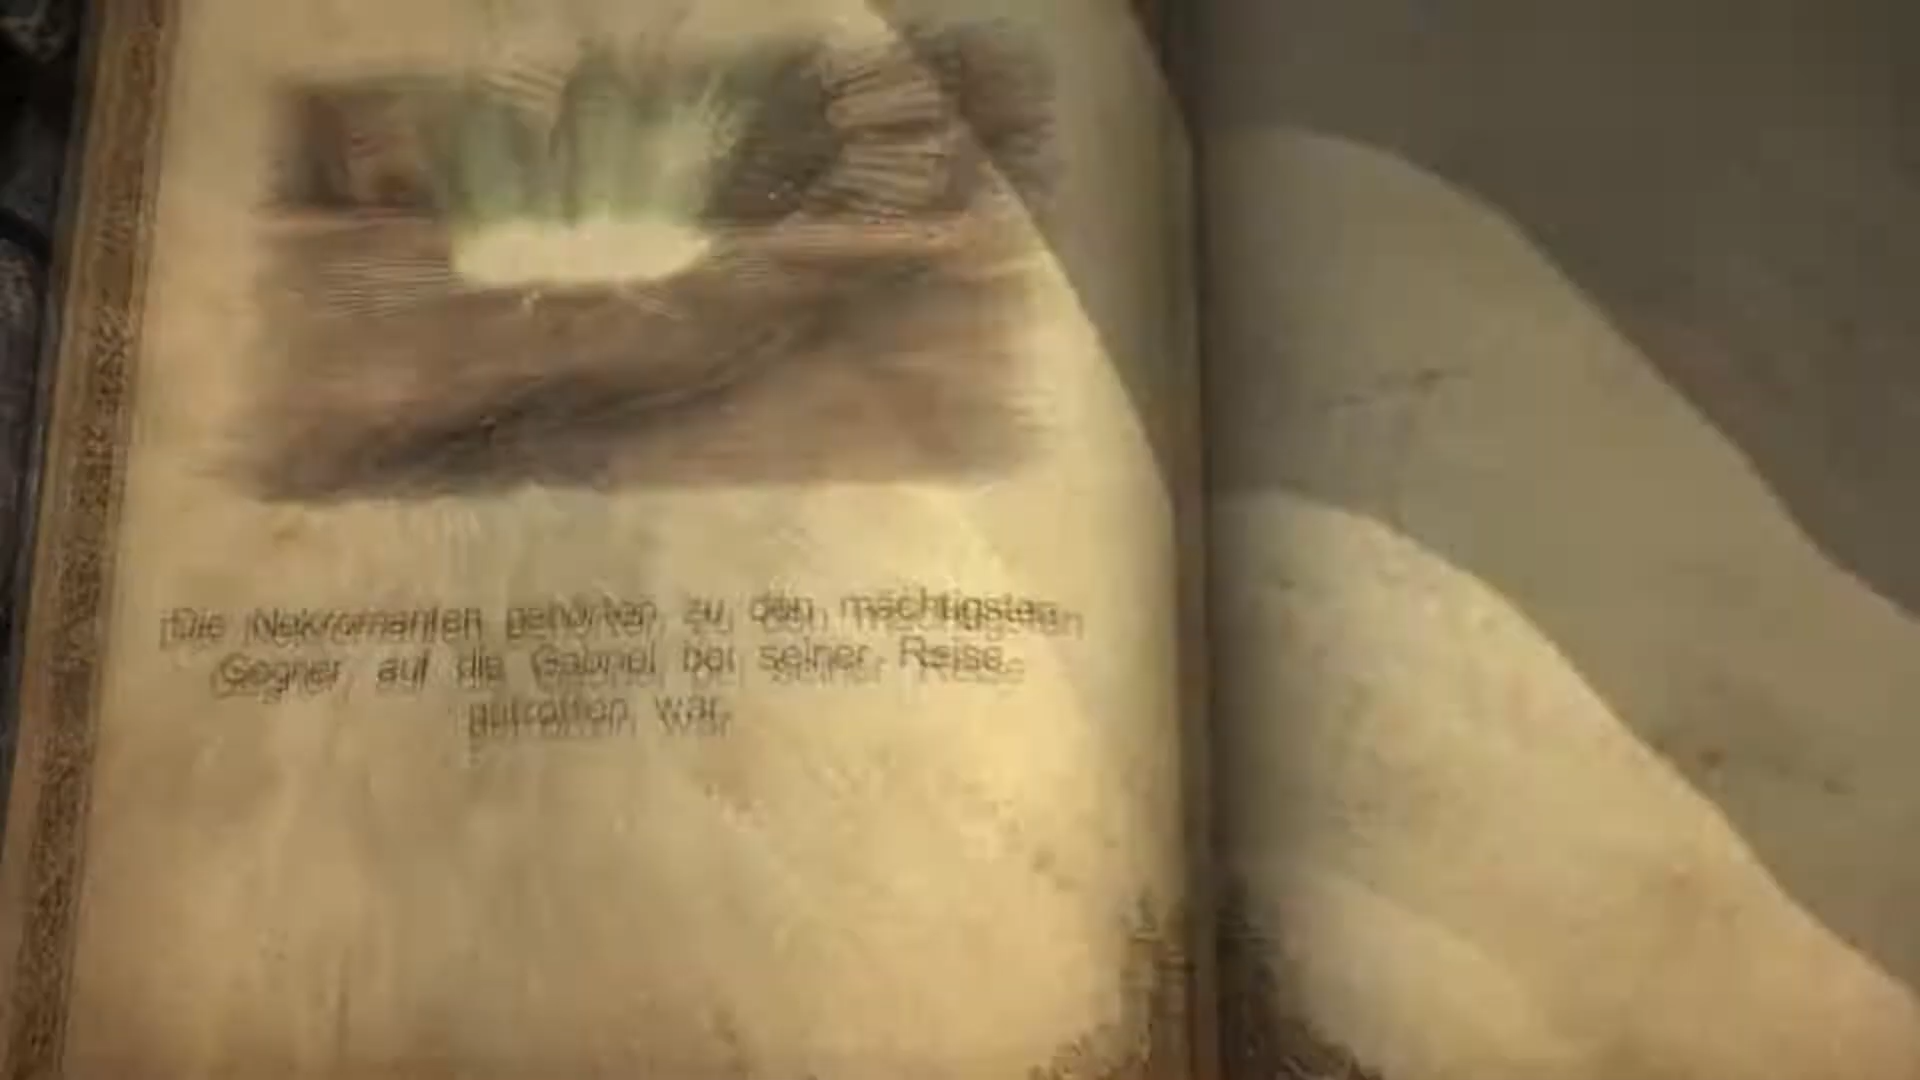 Die Nekromanten gehörten zu den mächtigsten
Gegner, auf die Gabriel bei seiner Reise
getroffen war.